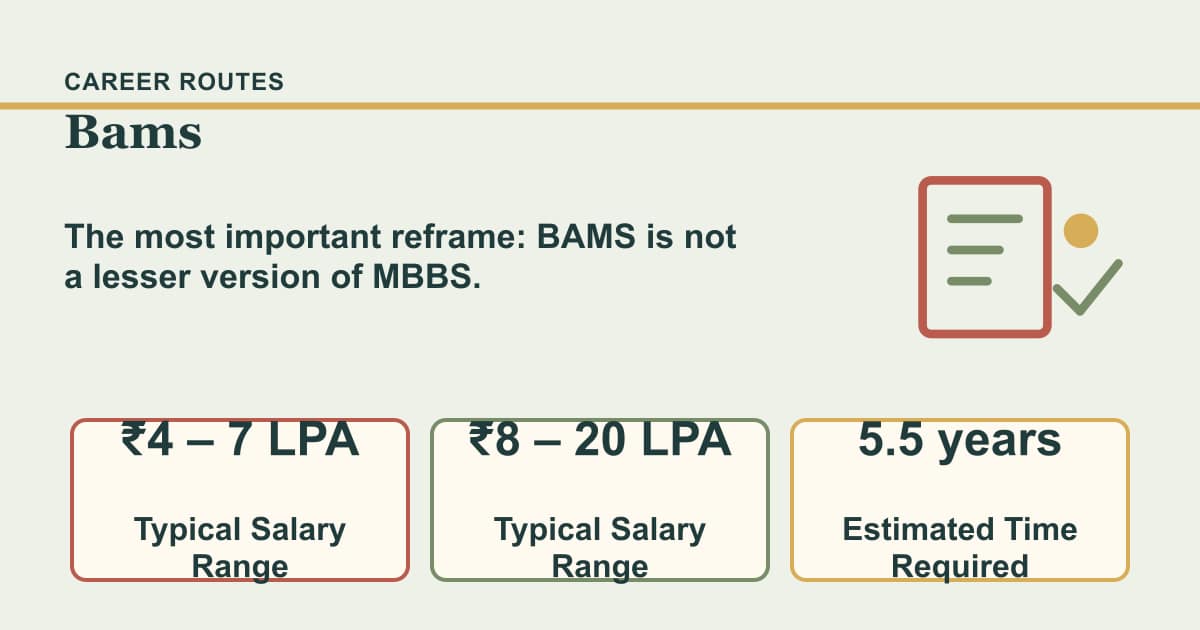 CAREER ROUTES
Bams
The most important reframe: BAMS is not
a lesser version of MBBS.
₹4 – 7 LPA
Typical Salary
Range
₹8 – 20 LPA
Typical Salary
Range
5.5 years
Estimated Time
Required